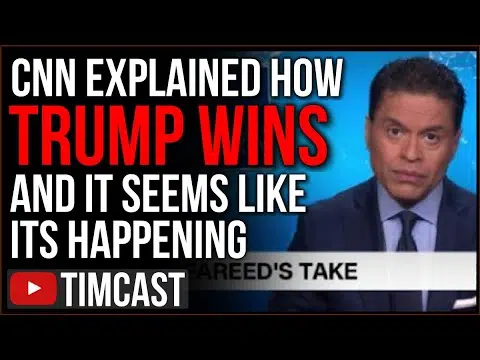 CNN EXPLAINED HOW
TRUMP WINS
AND IT SEEMS LIKE
ITS HAPPENING
AREED'S TAKE
TIMCAST